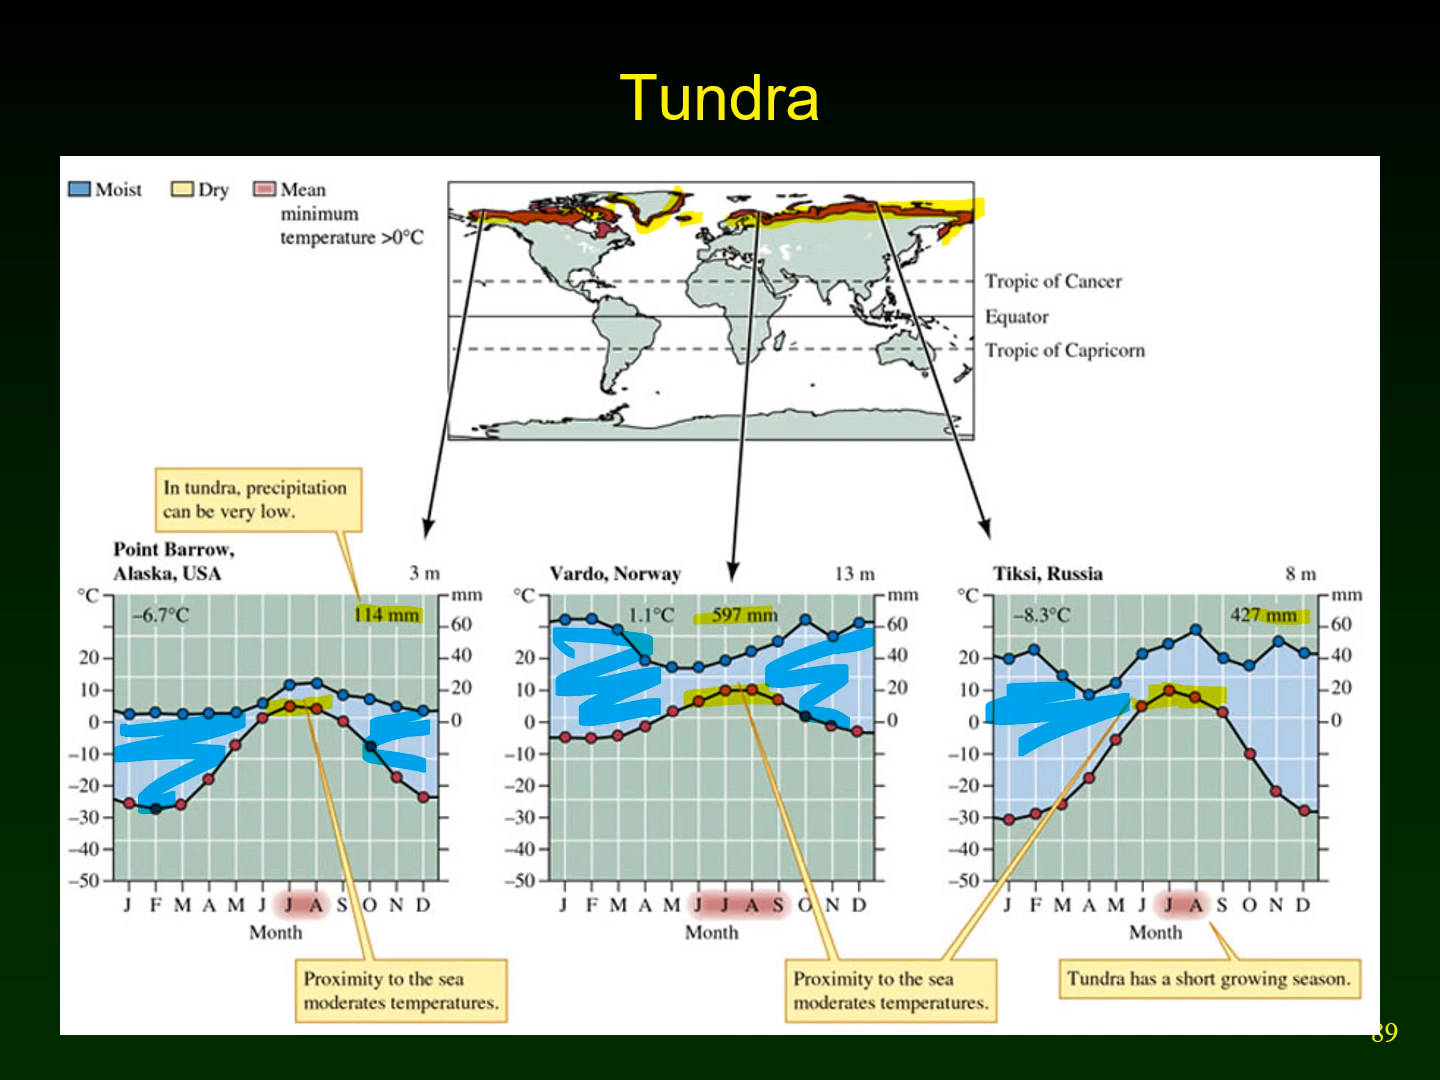 Tundra
Moist
Dry
Mean
minimum
temperature >0°C
Tropic of Cancer
Equator
Tropic of Capricorn
In tundra, precipitation
can be very low.
Point Barrow,
Alaska, USA
3 m
°C
mm
–6.7°C
114 mm
60
40
20
0
20
10
0
–10
–20
–30
–40
–50
J F M A M J J A S O N D
Month
Vardo, Norway
13 m
°C
mm
1.1°C
597 mm
60
40
20
0
20
10
0
–10
–20
–30
–40
–50
J F M A M J J A S O N D
Month
Tiksi, Russia
8 m
°C
mm
–8.3°C
427 mm
60
40
20
0
20
10
0
–10
–20
–30
–40
–50
J F M A M J J A S O N D
Month
Proximity to the sea
moderates temperatures.
Proximity to the sea
moderates temperatures.
Tundra has a short growing season.
89